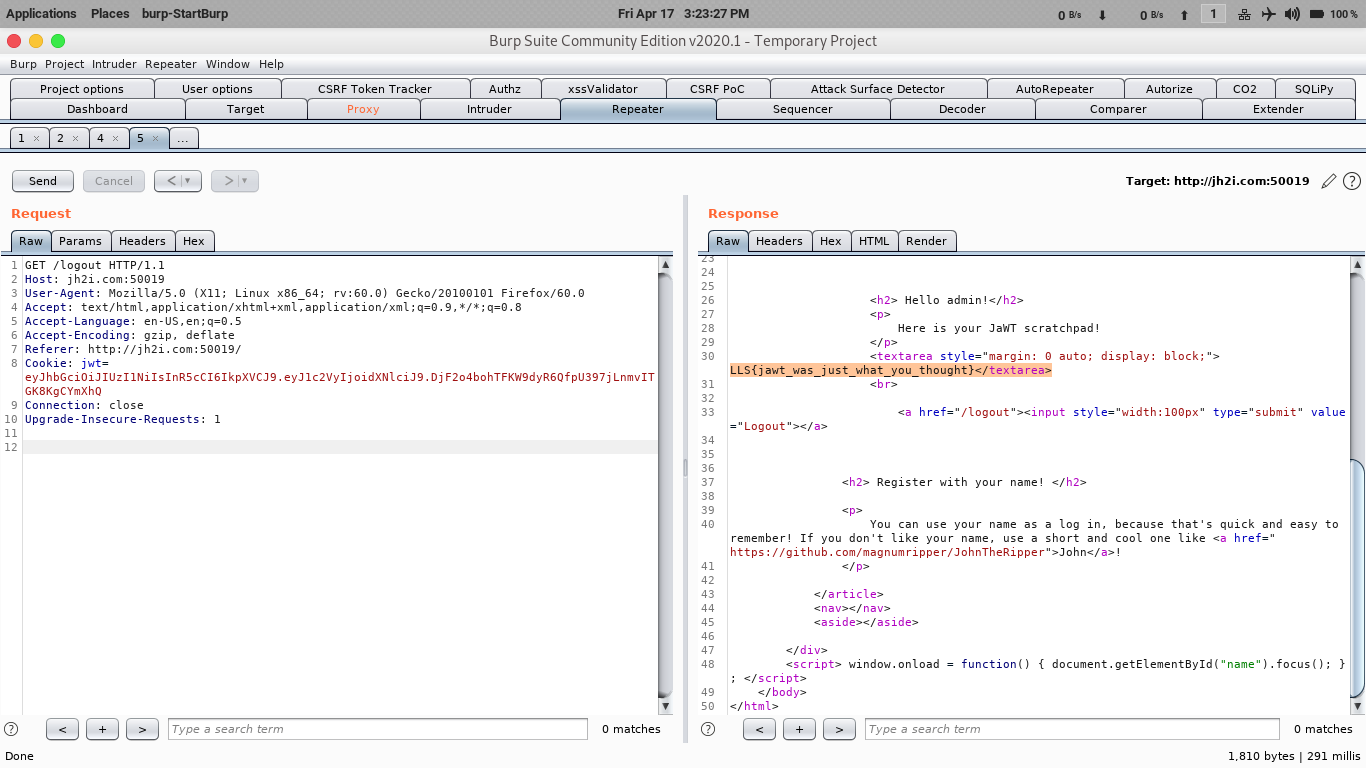 Applications Places burp-StartBurp Fri Apr 17 3:23:27 PM 0 B/s 0 B/s 1 100 %
Burp Suite Community Edition v2020.1 - Temporary Project
Burp Project Intruder Repeater Window Help
Project options User options CSRF Token Tracker Authz xssValidator CSRF PoC Attack Surface Detector AutoRepeater Autorize CO2 SQLiPy
Dashboard Target Proxy Intruder Repeater Sequencer Decoder Comparer Extender
1 × 2 × 4 × 5 × ...
Send Cancel < > Target: http://jh2i.com:50019 ?
Request
Raw Params Headers Hex
1 GET /logout HTTP/1.1
2 Host: jh2i.com:50019
3 User-Agent: Mozilla/5.0 (X11; Linux x86_64; rv:60.0) Gecko/20100101 Firefox/60.0
4 Accept: text/html,application/xhtml+xml,application/xml;q=0.9,*/*;q=0.8
5 Accept-Language: en-US,en;q=0.5
6 Accept-Encoding: gzip, deflate
7 Referer: http://jh2i.com:50019/
8 Cookie: jwt=
eyJhbGciOiJIUzI1NiIsInR5cCI6IkpXVCJ9.eyJ1c2VyIjoidXNlciJ9.DjF2o4bohTFKW9dyR6QfpU397jLnmvIT
GK8KgCYmXhQ
9 Connection: close
10 Upgrade-Insecure-Requests: 1
11
12
? < + > Type a search term 0 matches
Response
Raw Headers Hex HTML Render
23
24
25
26 <h2> Hello admin!</h2>
27 <p>
28 Here is your JaWT scratchpad!
29 </p>
30 <textarea style="margin: 0 auto; display: block;">
LLS{jawt_was_just_what_you_thought}</textarea>
31 <br>
32
33 <a href="/logout"><input style="width:100px" type="submit" value
="Logout"></a>
34
35
36
37 <h2> Register with your name! </h2>
38
39 <p>
40 You can use your name as a log in, because that's quick and easy to
remember! If you don't like your name, use a short and cool one like <a href="
https://github.com/magnumripper/JohnTheRipper">John</a>!
41 </p>
42
43 </article>
44 <nav></nav>
45 <aside></aside>
46
47 </div>
48 <script> window.onload = function() { document.getElementById("name").focus(); }
; </script>
49 </body>
50 </html>
? < + > Type a search term 0 matches
Done 1,810 bytes | 291 millis